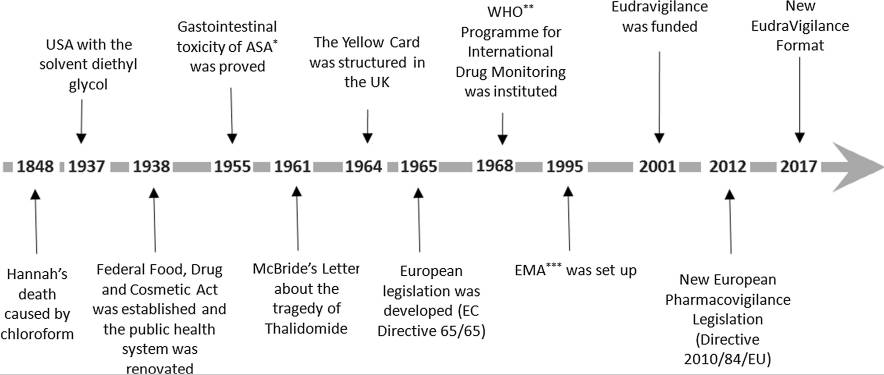 USA with the
solvent diethyl
glycol
Gastointestinal
toxicity of ASA*
was proved
The Yellow Card
was structured in
the UK
WHO**
Programme for
International
Drug Monitoring
was instituted
Eudravigilance
was funded
New
EudraVigilance
Format
1848 1937 1938 1955 1961 1964 1965 1968 1995 2001 2012 2017
Hannah's
death
caused by
chloroform
Federal Food, Drug
and Cosmetic Act
was established and
the public health
system was
renovated
McBride's Letter
about the
tragedy of
Thalidomide
European
legislation was
developed (EC
Directive 65/65)
EMA*** was set up
New European
Pharmacovigilance
Legislation
(Directive
2010/84/EU)